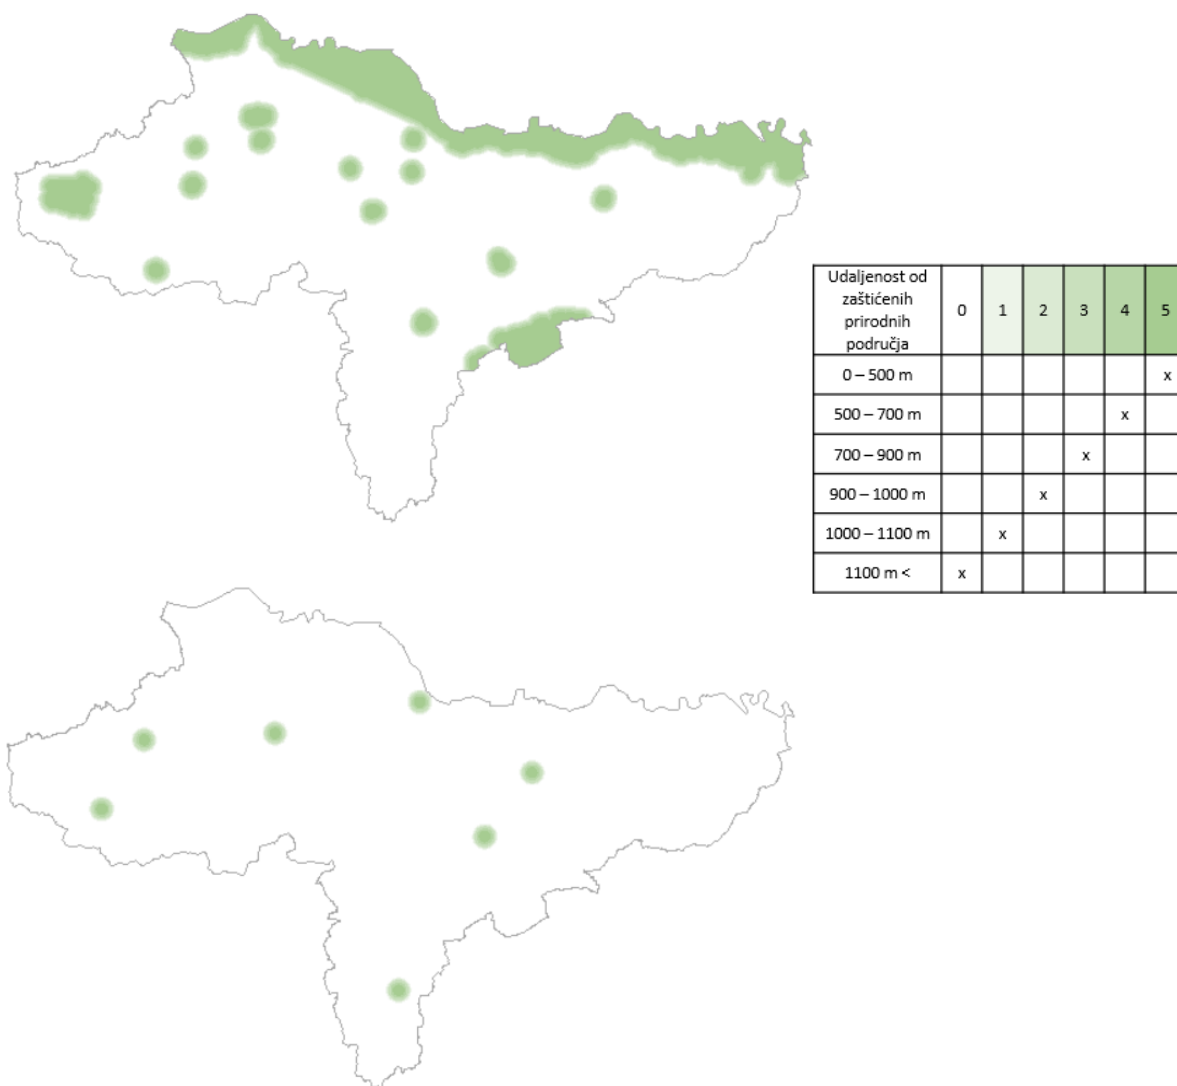 Udaljenost od
zaštićenih
prirodnih
područja
0 1 2 3 4 5
0 – 500 m x
500 – 700 m x
700 – 900 m x
900 – 1000 m x
1000 – 1100 m x
1100 m < x